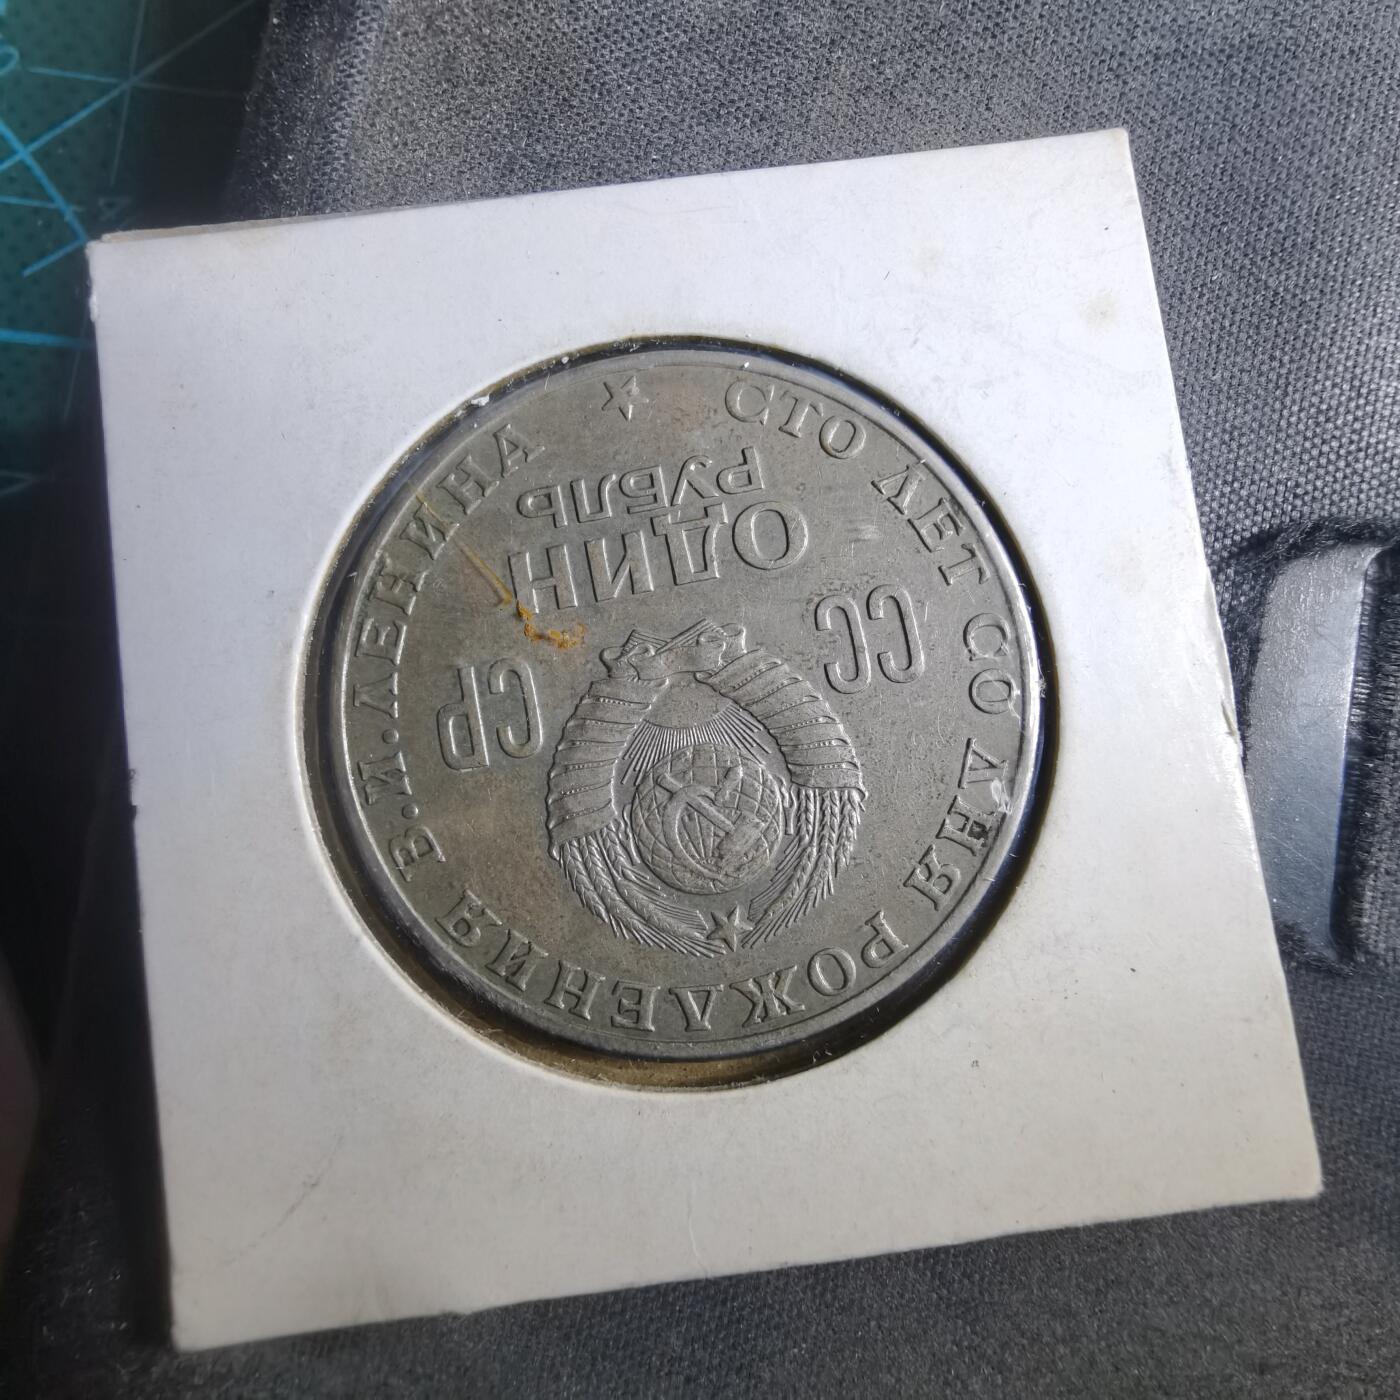 СТО ЛЕТ СО ДНЯ РОЖДЕНИЯ В.И.ЛЕНИНА
СС СР
ОДИН
РУБЛЬ